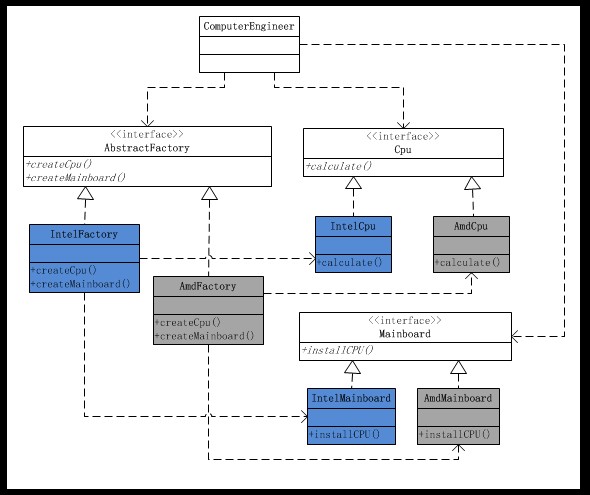 ComputerEngineer
<<interface>>
AbstractFactory
+createCpu()
+createMainboard()
<<interface>>
Cpu
+calculate()
IntelFactory
+createCpu()
+createMainboard()
IntelCpu
+calculate()
AmdCpu
+calculate()
AmdFactory
+createCpu()
+createMainboard()
<<interface>>
Mainboard
+installCPU()
IntelMainboard
+installCPU()
AmdMainboard
+installCPU()